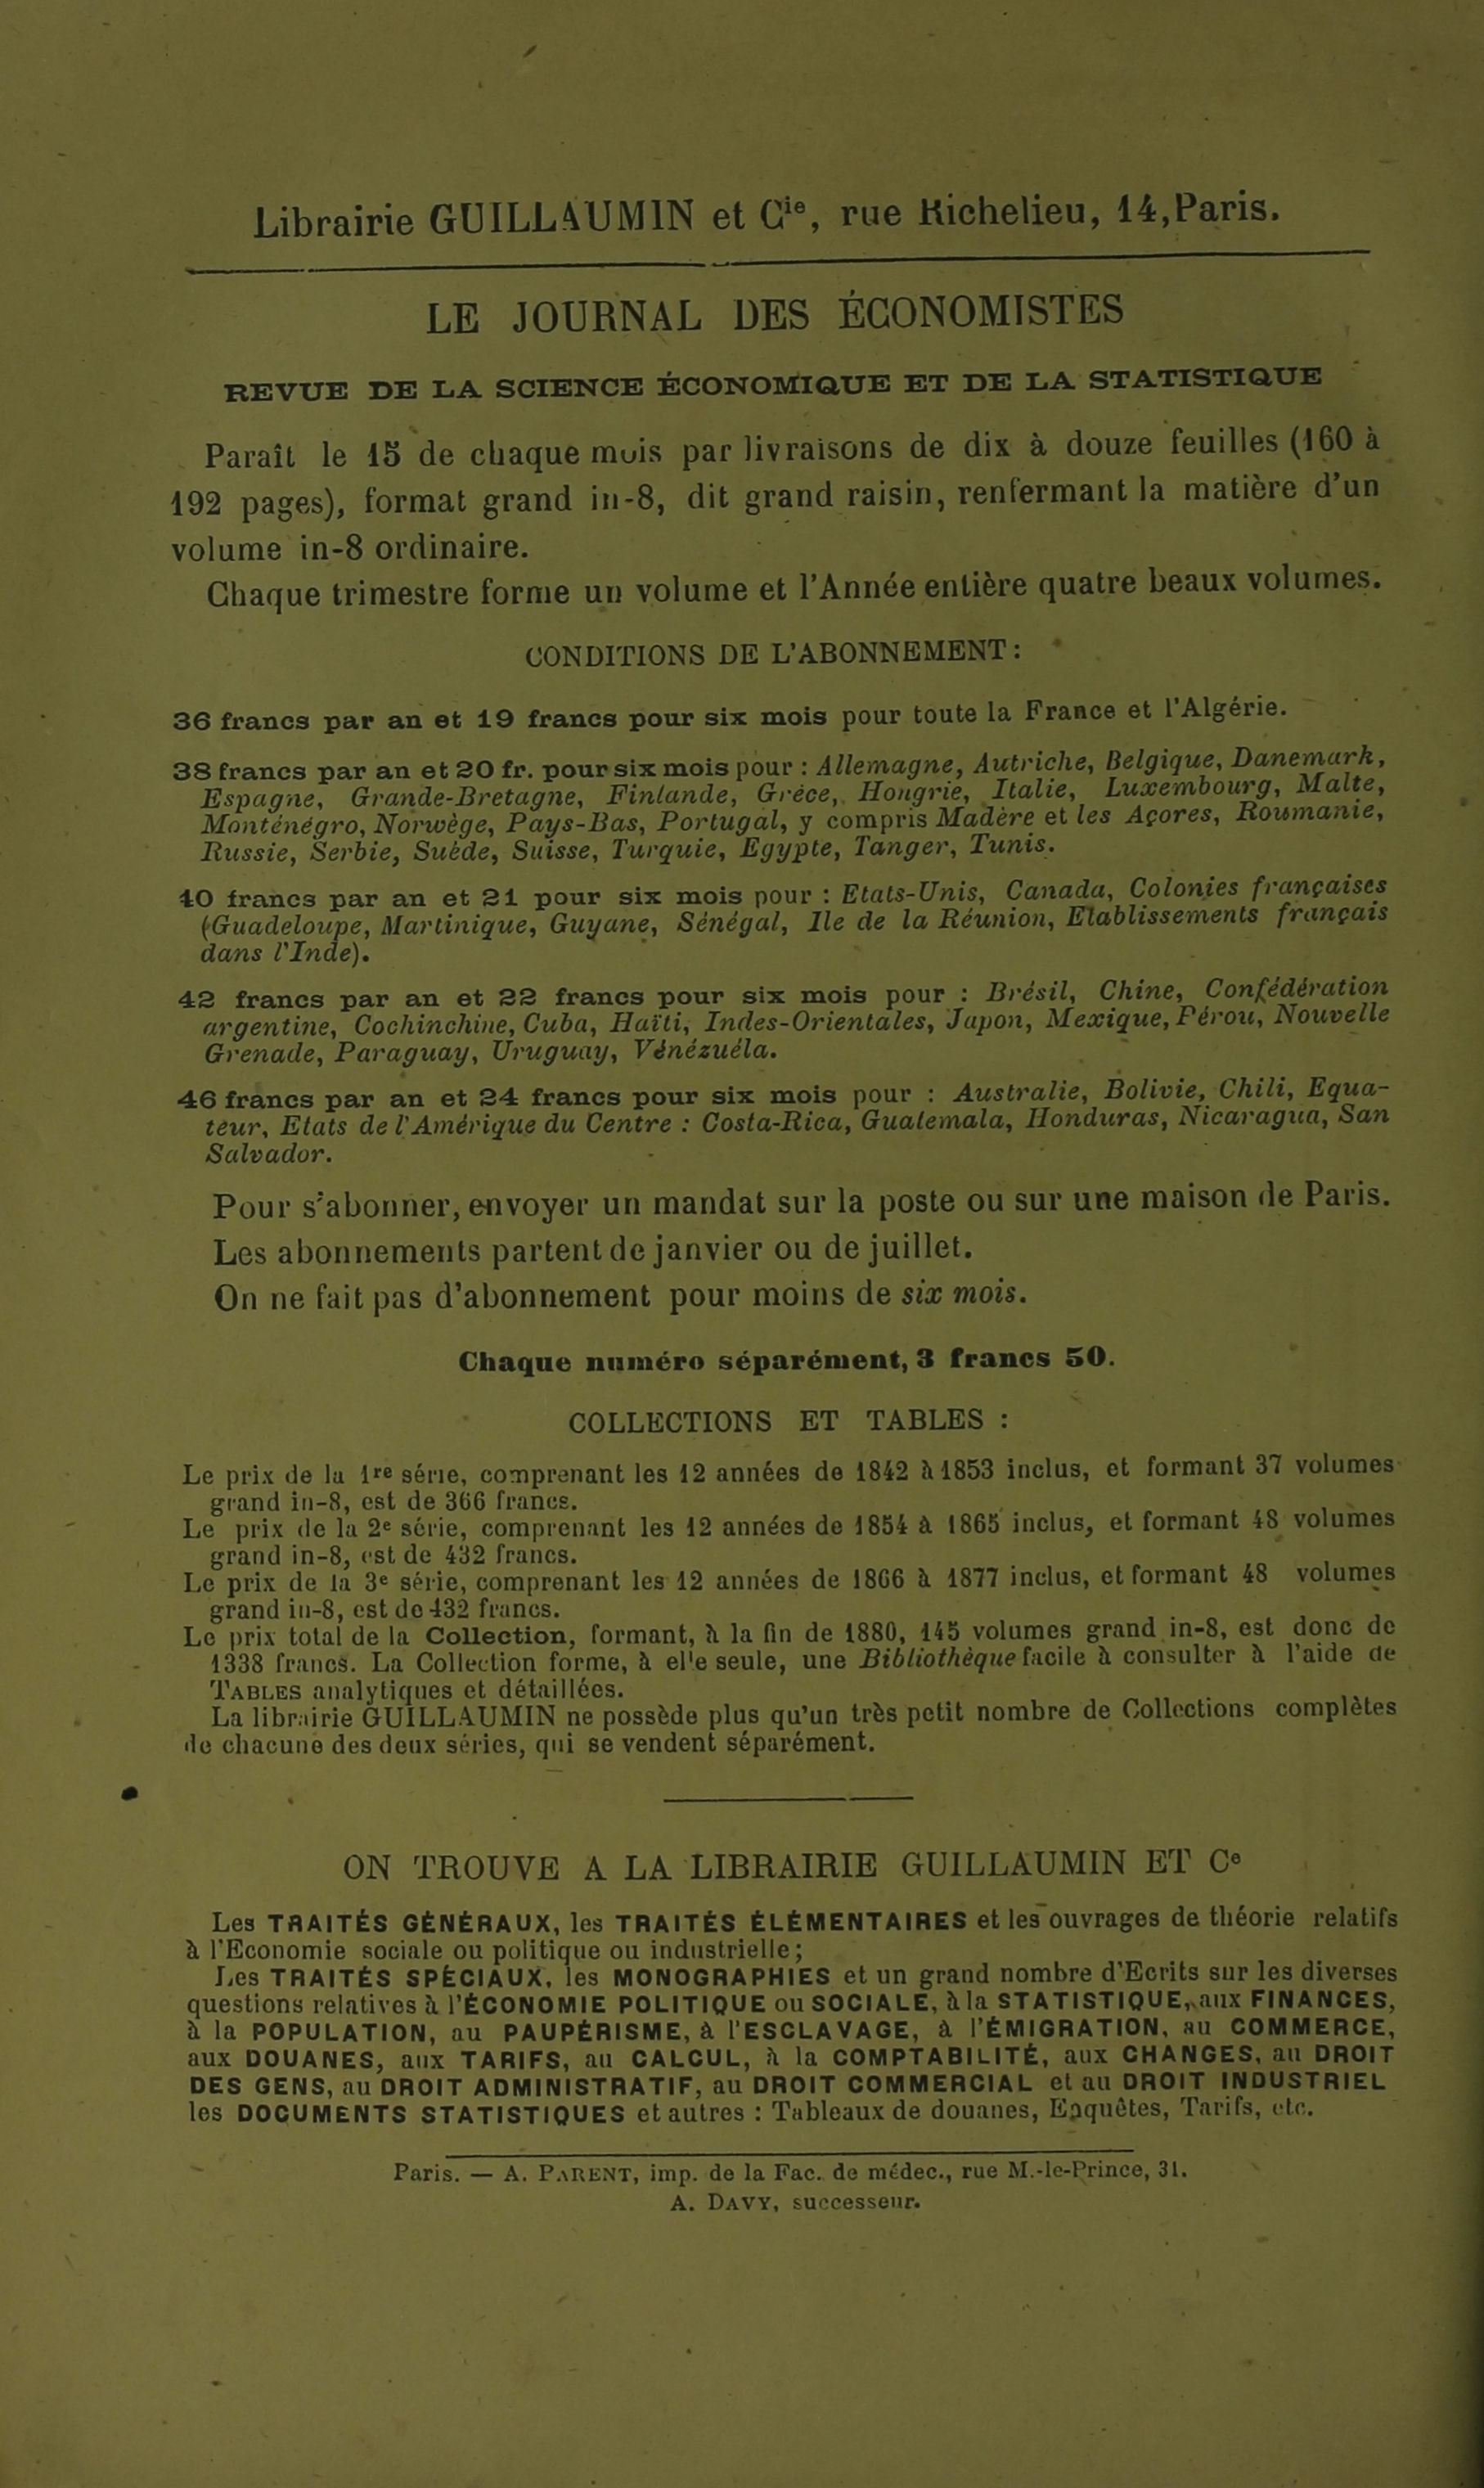 Librairie GUILLAUMIN et Cie, rue Richelieu, 14, Paris.
LE JOURNAL DES ÉCONOMISTES
REVUE DE LA SCIENCE ÉCONOMIQUE ET DE LA STATISTIQUE
Paraît le 15 de chaque mois par livraisons de dix à douze feuilles (160 à
192 pages), format grand in-8, dit grand raisin, renfermant la matière d'un
volume in-8 ordinaire.
Chaque trimestre forme un volume et l'Année entière quatre beaux volumes.
CONDITIONS DE L'ABONNEMENT:
36 francs par an et 19 francs pour six mois pour toute la France et l'Algérie.
38 francs par an et 20 fr. pour six mois pour : Allemagne, Autriche, Belgique, Danemark,
Espagne, Grande-Bretagne, Finlande, Grèce, Hongrie, Italie, Luxembourg, Malte,
Monténégro, Norwège, Pays-Bas, Portugal, y compris Madère et les Açores, Roumanie,
Russie, Serbie, Suède, Suisse, Turquie, Egypte, Tanger, Tunis.
40 francs par an et 21 pour six mois pour : Etats-Unis, Canada, Colonies françaises
(Guadeloupe, Martinique, Guyane, Sénégal, Ile de la Réunion, Etablissements français
dans l'Inde).
42 francs par an et 22 francs pour six mois pour : Brésil, Chine, Confédération
argentine, Cochinchine, Cuba, Haïti, Indes-Orientales, Japon, Mexique, Pérou, Nouvelle
Grenade, Paraguay, Uruguay, Vénézuéla.
46 francs par an et 24 francs pour six mois pour : Australie, Bolivie, Chili, Equa-
teur, Etats de l'Amérique du Centre : Costa-Rica, Guatemala, Honduras, Nicaragua, San
Salvador.
Pour s'abonner, envoyer un mandat sur la poste ou sur une maison de Paris.
Les abonnements partent de janvier ou de juillet.
On ne fait pas d'abonnement pour moins de six mois.
Chaque numéro séparément, 3 francs 50.
COLLECTIONS ET TABLES :
Le prix de la 1re série, comprenant les 12 années de 1842 à 1853 inclus, et formant 37 volumes
grand in-8, est de 366 francs.
Le prix de la 2e série, comprenant les 12 années de 1854 à 1865 inclus, et formant 48 volumes
grand in-8, est de 432 francs.
Le prix de la 3e série, comprenant les 12 années de 1866 à 1877 inclus, et formant 48 volumes
grand in-8, est de 432 francs.
Le prix total de la Collection, formant, à la fin de 1880, 145 volumes grand in-8, est donc de
1338 francs. La Collection forme, à elle seule, une Bibliothèque facile à consulter à l'aide de
TABLES analytiques et détaillées.
La librairie GUILLAUMIN ne possède plus qu'un très petit nombre de Collections complètes
de chacune des deux séries, qui se vendent séparément.
ON TROUVE A LA LIBRAIRIE GUILLAUMIN ET Ce
Les TRAITÉS GÉNÉRAUX, les TRAITÉS ÉLÉMENTAIRES et les ouvrages de théorie relatifs
à l'Economie sociale ou politique ou industrielle;
Les TRAITÉS SPÉCIAUX, les MONOGRAPHIES et un grand nombre d'Ecrits sur les diverses
questions relatives à l'ÉCONOMIE POLITIQUE ou SOCIALE, à la STATISTIQUE, aux FINANCES,
à la POPULATION, au PAUPÉRISME, à l'ESCLAVAGE, à l'ÉMIGRATION, au COMMERCE,
aux DOUANES, aux TARIFS, au CALCUL, à la COMPTABILITÉ, aux CHANGES, au DROIT
DES GENS, au DROIT ADMINISTRATIF, au DROIT COMMERCIAL et au DROIT INDUSTRIEL
les DOCUMENTS STATISTIQUES et autres : Tableaux de douanes, Enquêtes, Tarifs, etc.
Paris. — A. PARENT, imp. de la Fac. de médec., rue M.-le-Prince, 31.
A. DAVY, successeur.